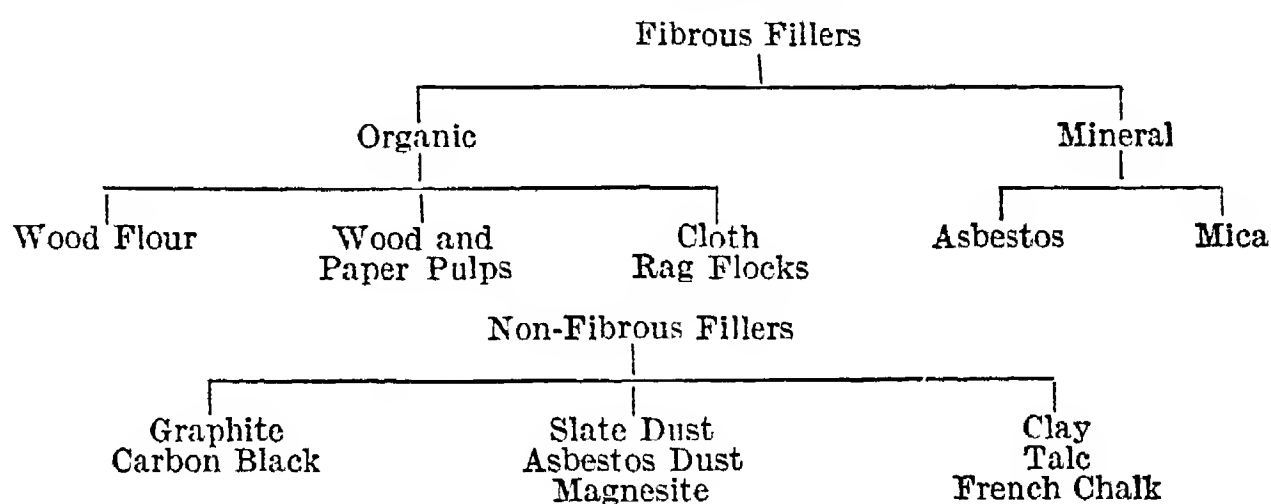 Fibrous Fillers
Organic Mineral
Wood Flour Wood and Cloth Asbestos Mica
Paper Pulps Rag Flocks
Non-Fibrous Fillers
Graphite Slate Dust Clay
Carbon Black Asbestos Dust Talc
Magnesite French Chalk